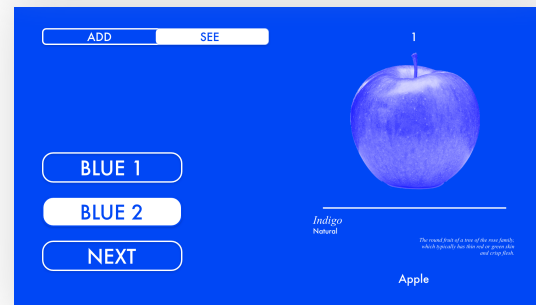 ADD
SEE
1
BLUE 1
BLUE 2
NEXT
Indigo
Natural
The round fruit of a tree of the rose family,
which typically has thin red or green skin
and crisp flesh.
Apple